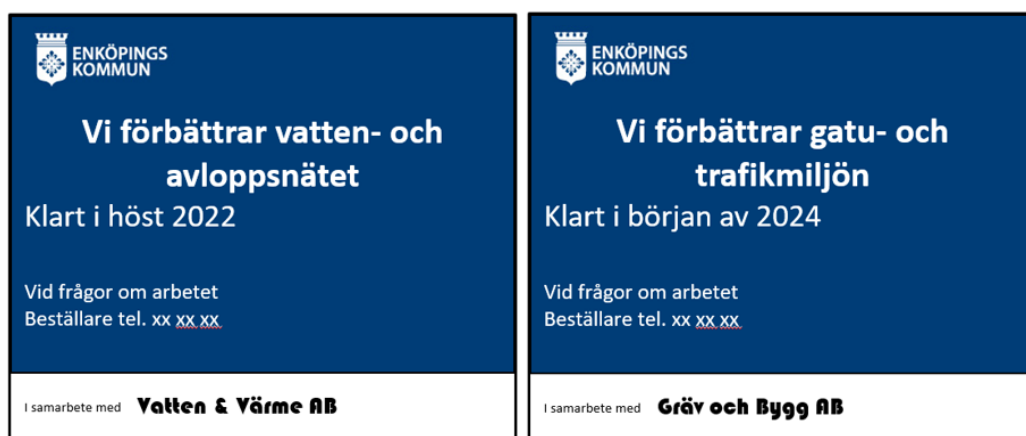 ENKÖPINGS
KOMMUN
Vi förbättrar vatten- och
avloppsnätet
Klart i höst 2022
Vid frågor om arbetet
Beställare tel. xx xx xx
I samarbete med Vatten & Värme AB
ENKÖPINGS
KOMMUN
Vi förbättrar gatu- och
trafikmiljön
Klart i början av 2024
Vid frågor om arbetet
Beställare tel. xx xx xx
I samarbete med Gräv och Bygg AB